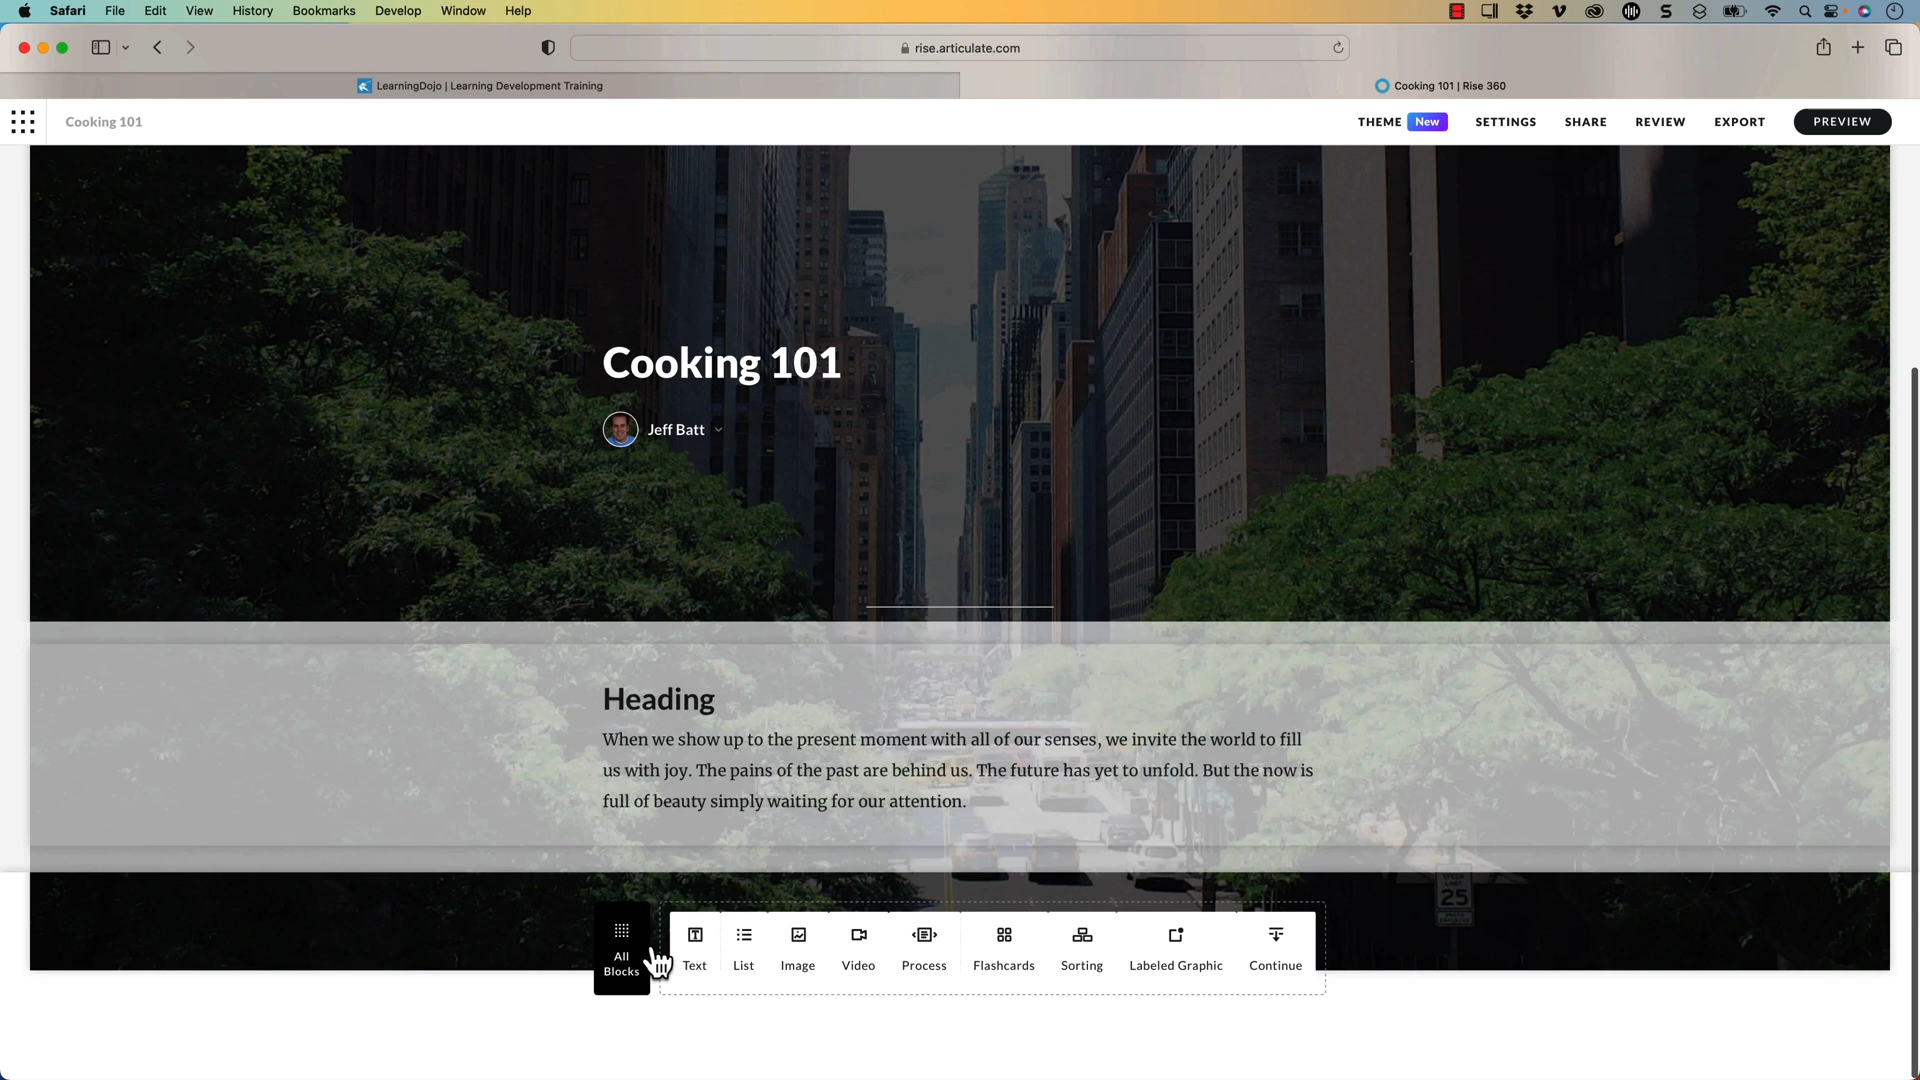 Safari File Edit View History Bookmarks Develop Window Help
rise.articulate.com
LearningDojo | Learning Development Training
Cooking 101 | Rise 360
Cooking 101
THEME New SETTINGS SHARE REVIEW EXPORT PREVIEW
Cooking 101
Jeff Batt
Heading
When we show up to the present moment with all of our senses, we invite the world to fill
us with joy. The pains of the past are behind us. The future has yet to unfold. But the now is
full of beauty simply waiting for our attention.
SPEED
LIMIT
25
All
Blocks
Text List Image Video Process Flashcards Sorting Labeled Graphic Continue